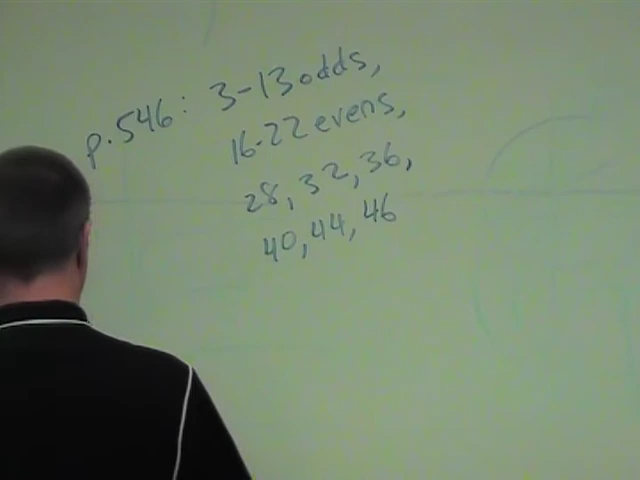 p.546: 3-13 odds,
16-22 evens,
28, 32, 36,
40, 44, 46